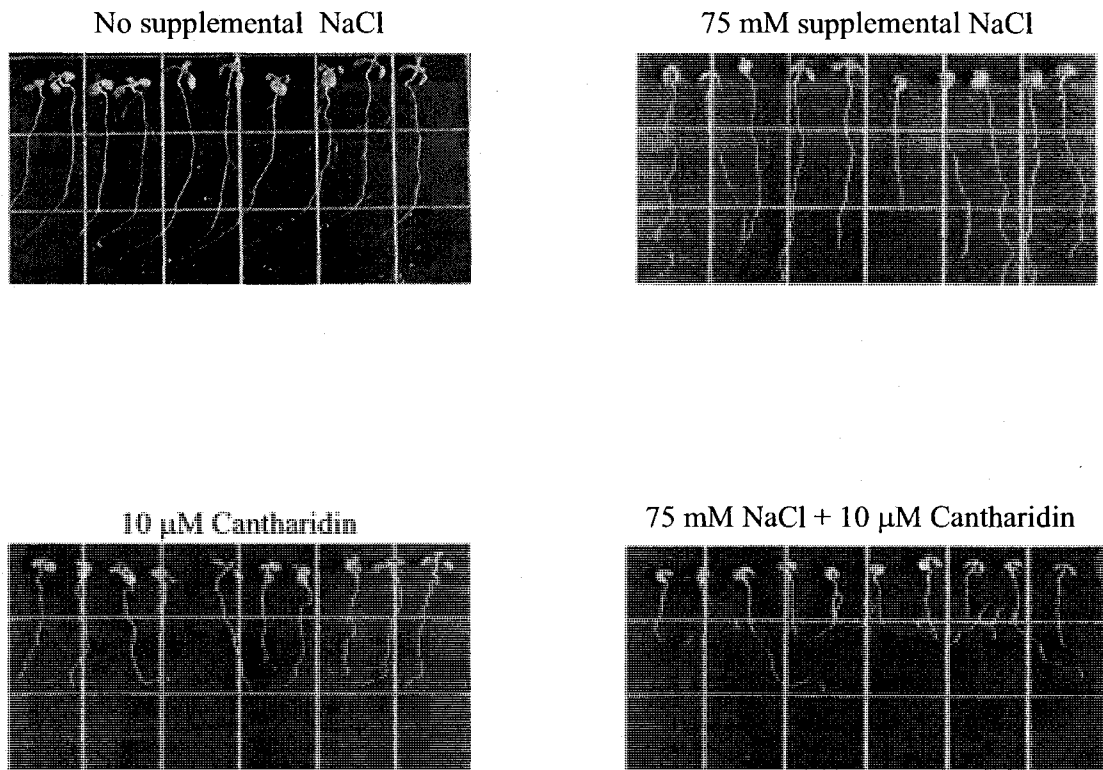 No supplemental NaCl
75 mM supplemental NaCl
10 μM Cantharidin
75 mM NaCl + 10 μM Cantharidin